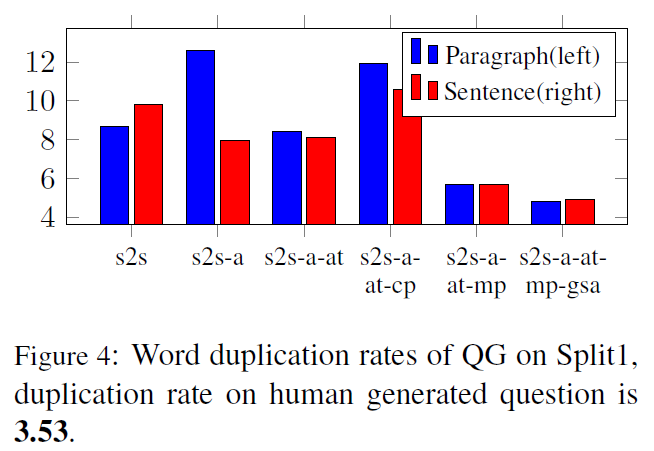 12
10
8
6
4
Paragraph(left)
Sentence(right)
s2s s2s-a s2s-a-at s2s-a- s2s-a- s2s-a-at-
at-cp at-mp mp-gsa
Figure 4: Word duplication rates of QG on Split1,
duplication rate on human generated question is
3.53.